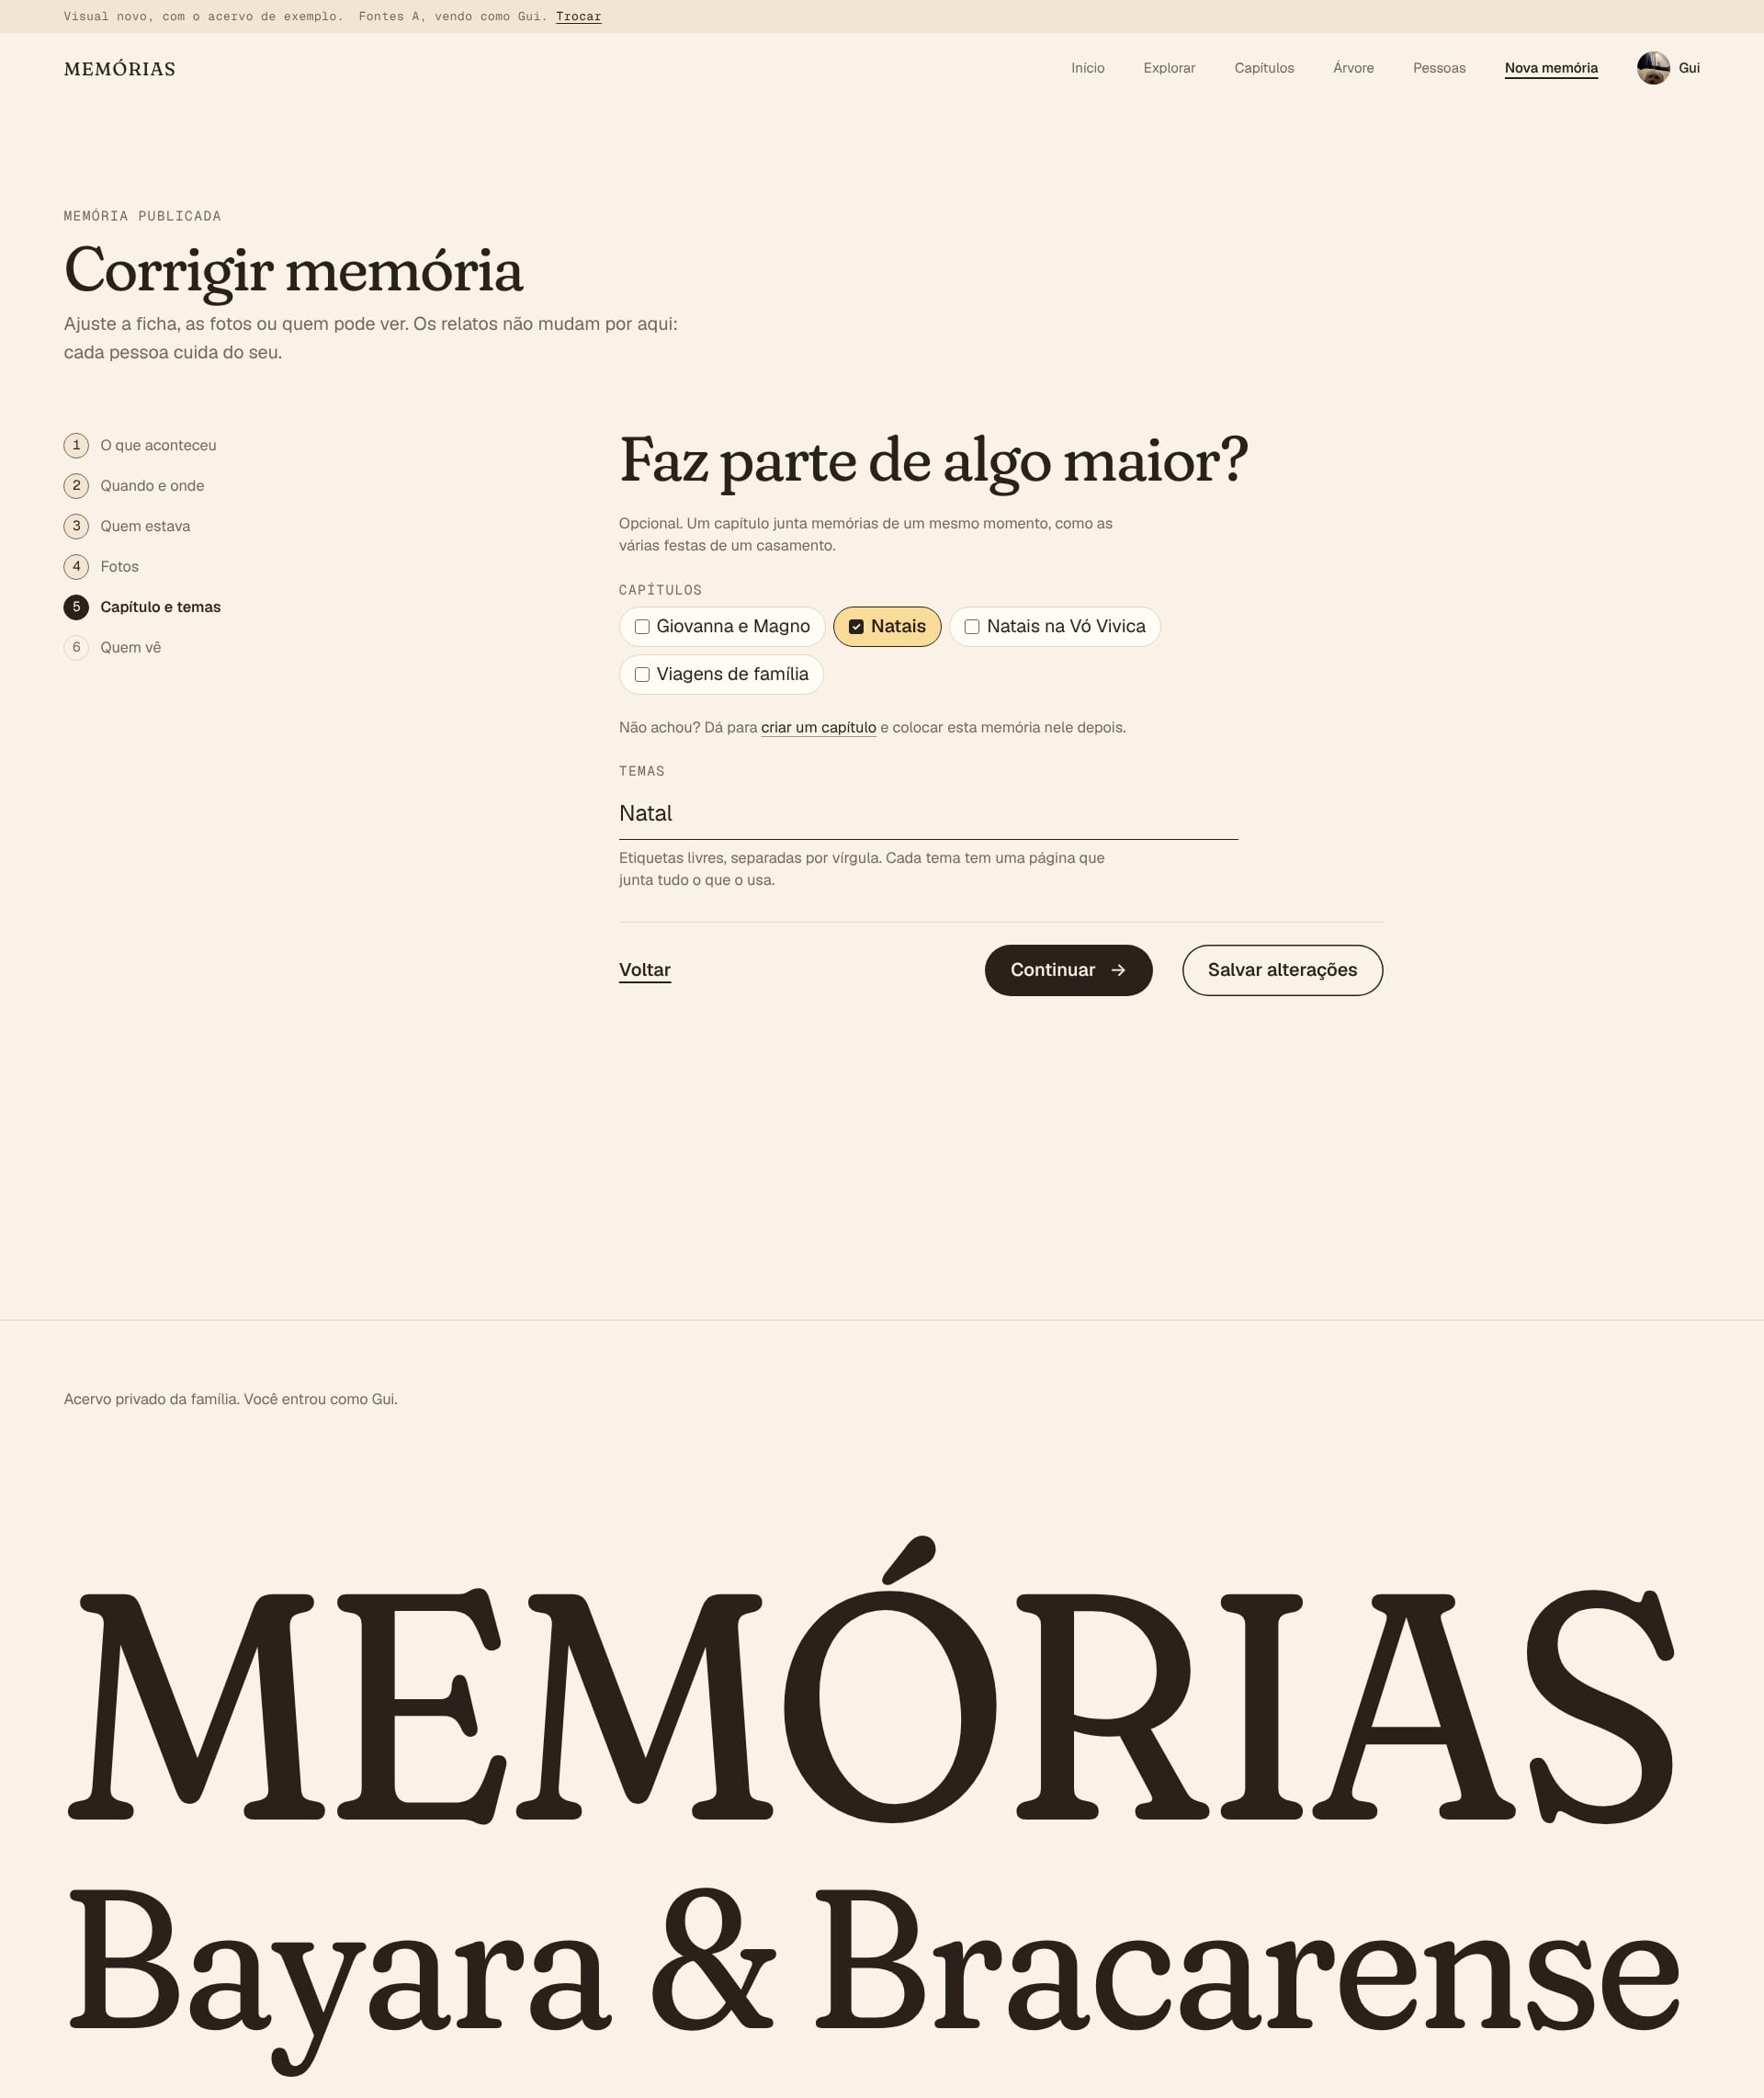 Visual novo, com o acervo de exemplo. Fontes A, vendo como Gui. Trocar
MEMÓRIAS
Início Explorar Capítulos Árvore Pessoas Nova memória Gui
MEMÓRIA PUBLICADA
Corrigir memória
Ajuste a ficha, as fotos ou quem pode ver. Os relatos não mudam por aqui:
cada pessoa cuida do seu.
1 O que aconteceu
2 Quando e onde
3 Quem estava
4 Fotos
5 Capítulo e temas
6 Quem vê
Faz parte de algo maior?
Opcional. Um capítulo junta memórias de um mesmo momento, como as
várias festas de um casamento.
CAPÍTULOS
Giovanna e Magno Natais Natais na Vó Vivica
Viagens de família
Não achou? Dá para criar um capítulo e colocar esta memória nele depois.
TEMAS
Natal
Etiquetas livres, separadas por vírgula. Cada tema tem uma página que
junta tudo o que o usa.
Voltar Continuar → Salvar alterações
Acervo privado da família. Você entrou como Gui.
MEMÓRIAS
Bayara & Bracarense